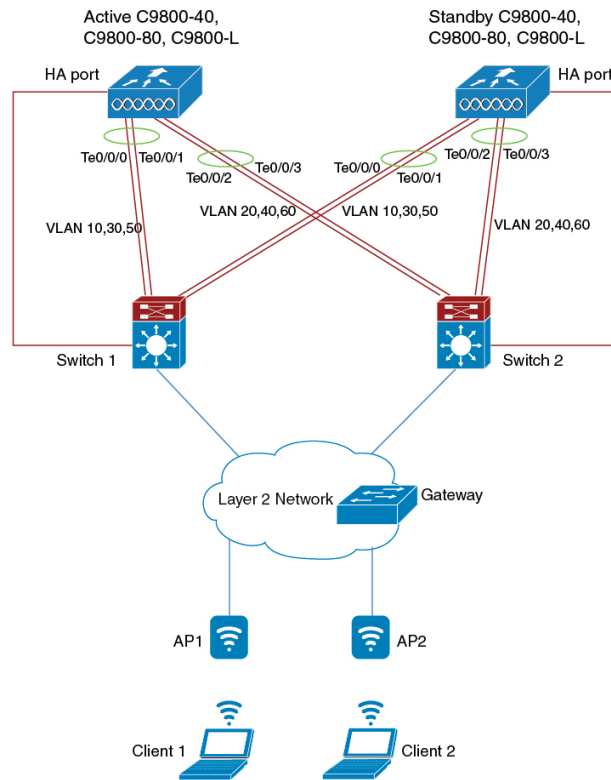 Active C9800-40,
C9800-80, C9800-L
Standby C9800-40,
C9800-80, C9800-L
HA port
HA port
Te0/0/0
Te0/0/1
Te0/0/2
Te0/0/3
Te0/0/0
Te0/0/1
Te0/0/2
Te0/0/3
VLAN 10,30,50
VLAN 20,40,60
VLAN 10,30,50
VLAN 20,40,60
Switch 1
Switch 2
Layer 2 Network
Gateway
AP1
AP2
Client 1
Client 2